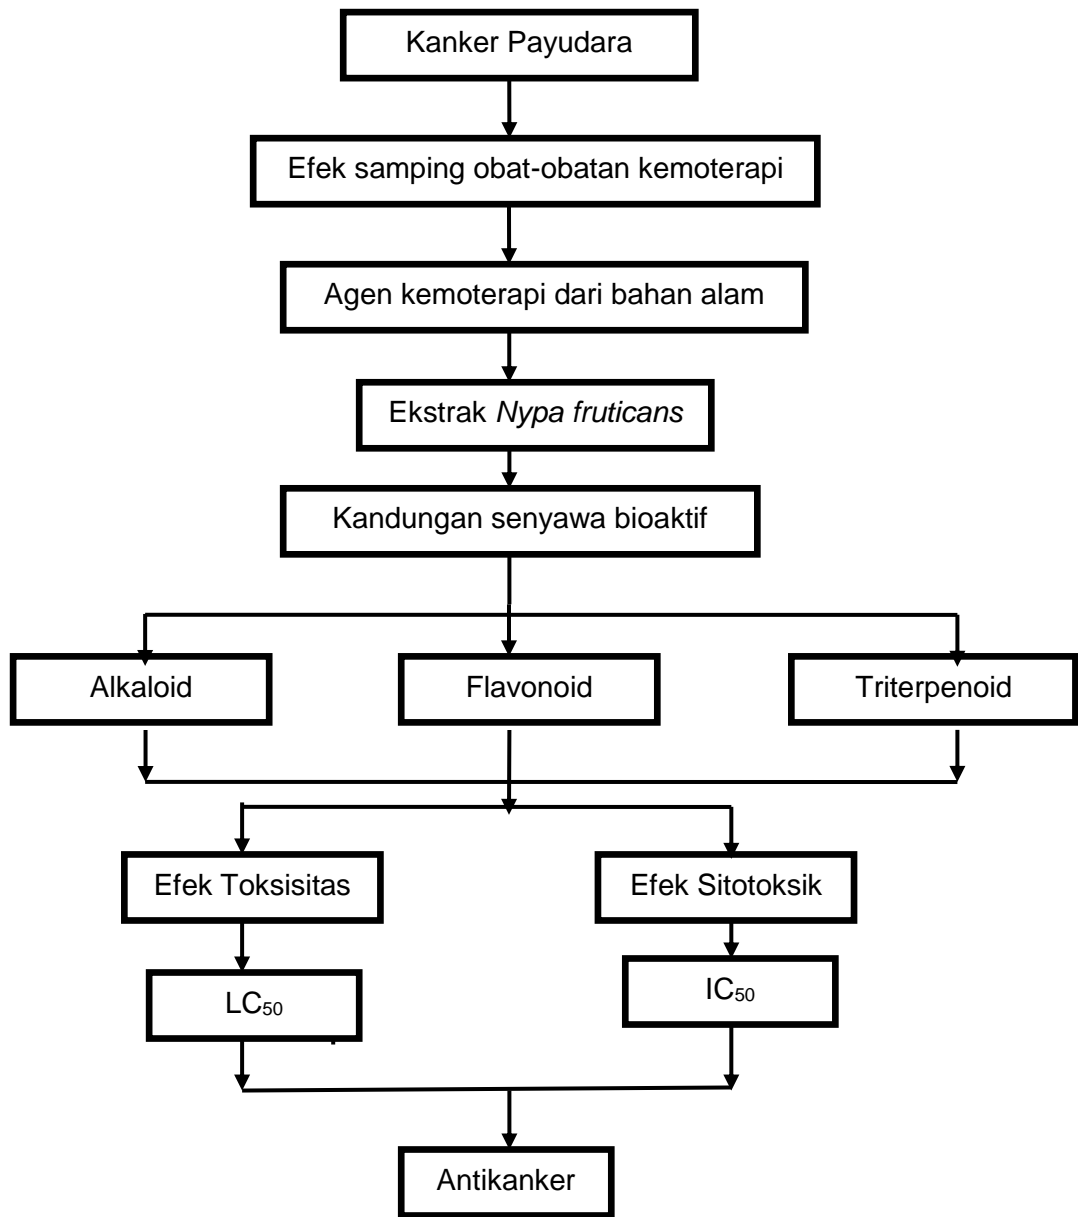 Kanker Payudara
Efek samping obat-obatan kemoterapi
Agen kemoterapi dari bahan alam
Ekstrak Nypa fruticans
Kandungan senyawa bioaktif
Alkaloid
Flavonoid
Triterpenoid
Efek Toksisitas
Efek Sitotoksik
LC₅₀
IC₅₀
Antikanker